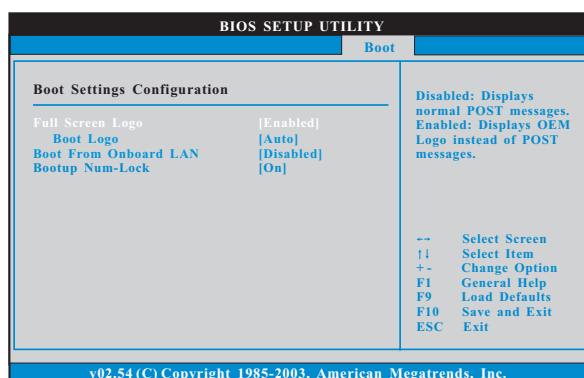 BIOS SETUP UTILITY
Boot
Boot Settings Configuration
Full Screen Logo [Enabled]
Boot Logo [Auto]
Boot From Onboard LAN [Disabled]
Bootup Num-Lock [On]
Disabled: Displays
normal POST messages.
Enabled: Displays OEM
Logo instead of POST
messages.
←→ Select Screen
↑↓ Select Item
+- Change Option
F1 General Help
F9 Load Defaults
F10 Save and Exit
ESC Exit
v02.54 (C) Copyright 1985-2003, American Megatrends, Inc.